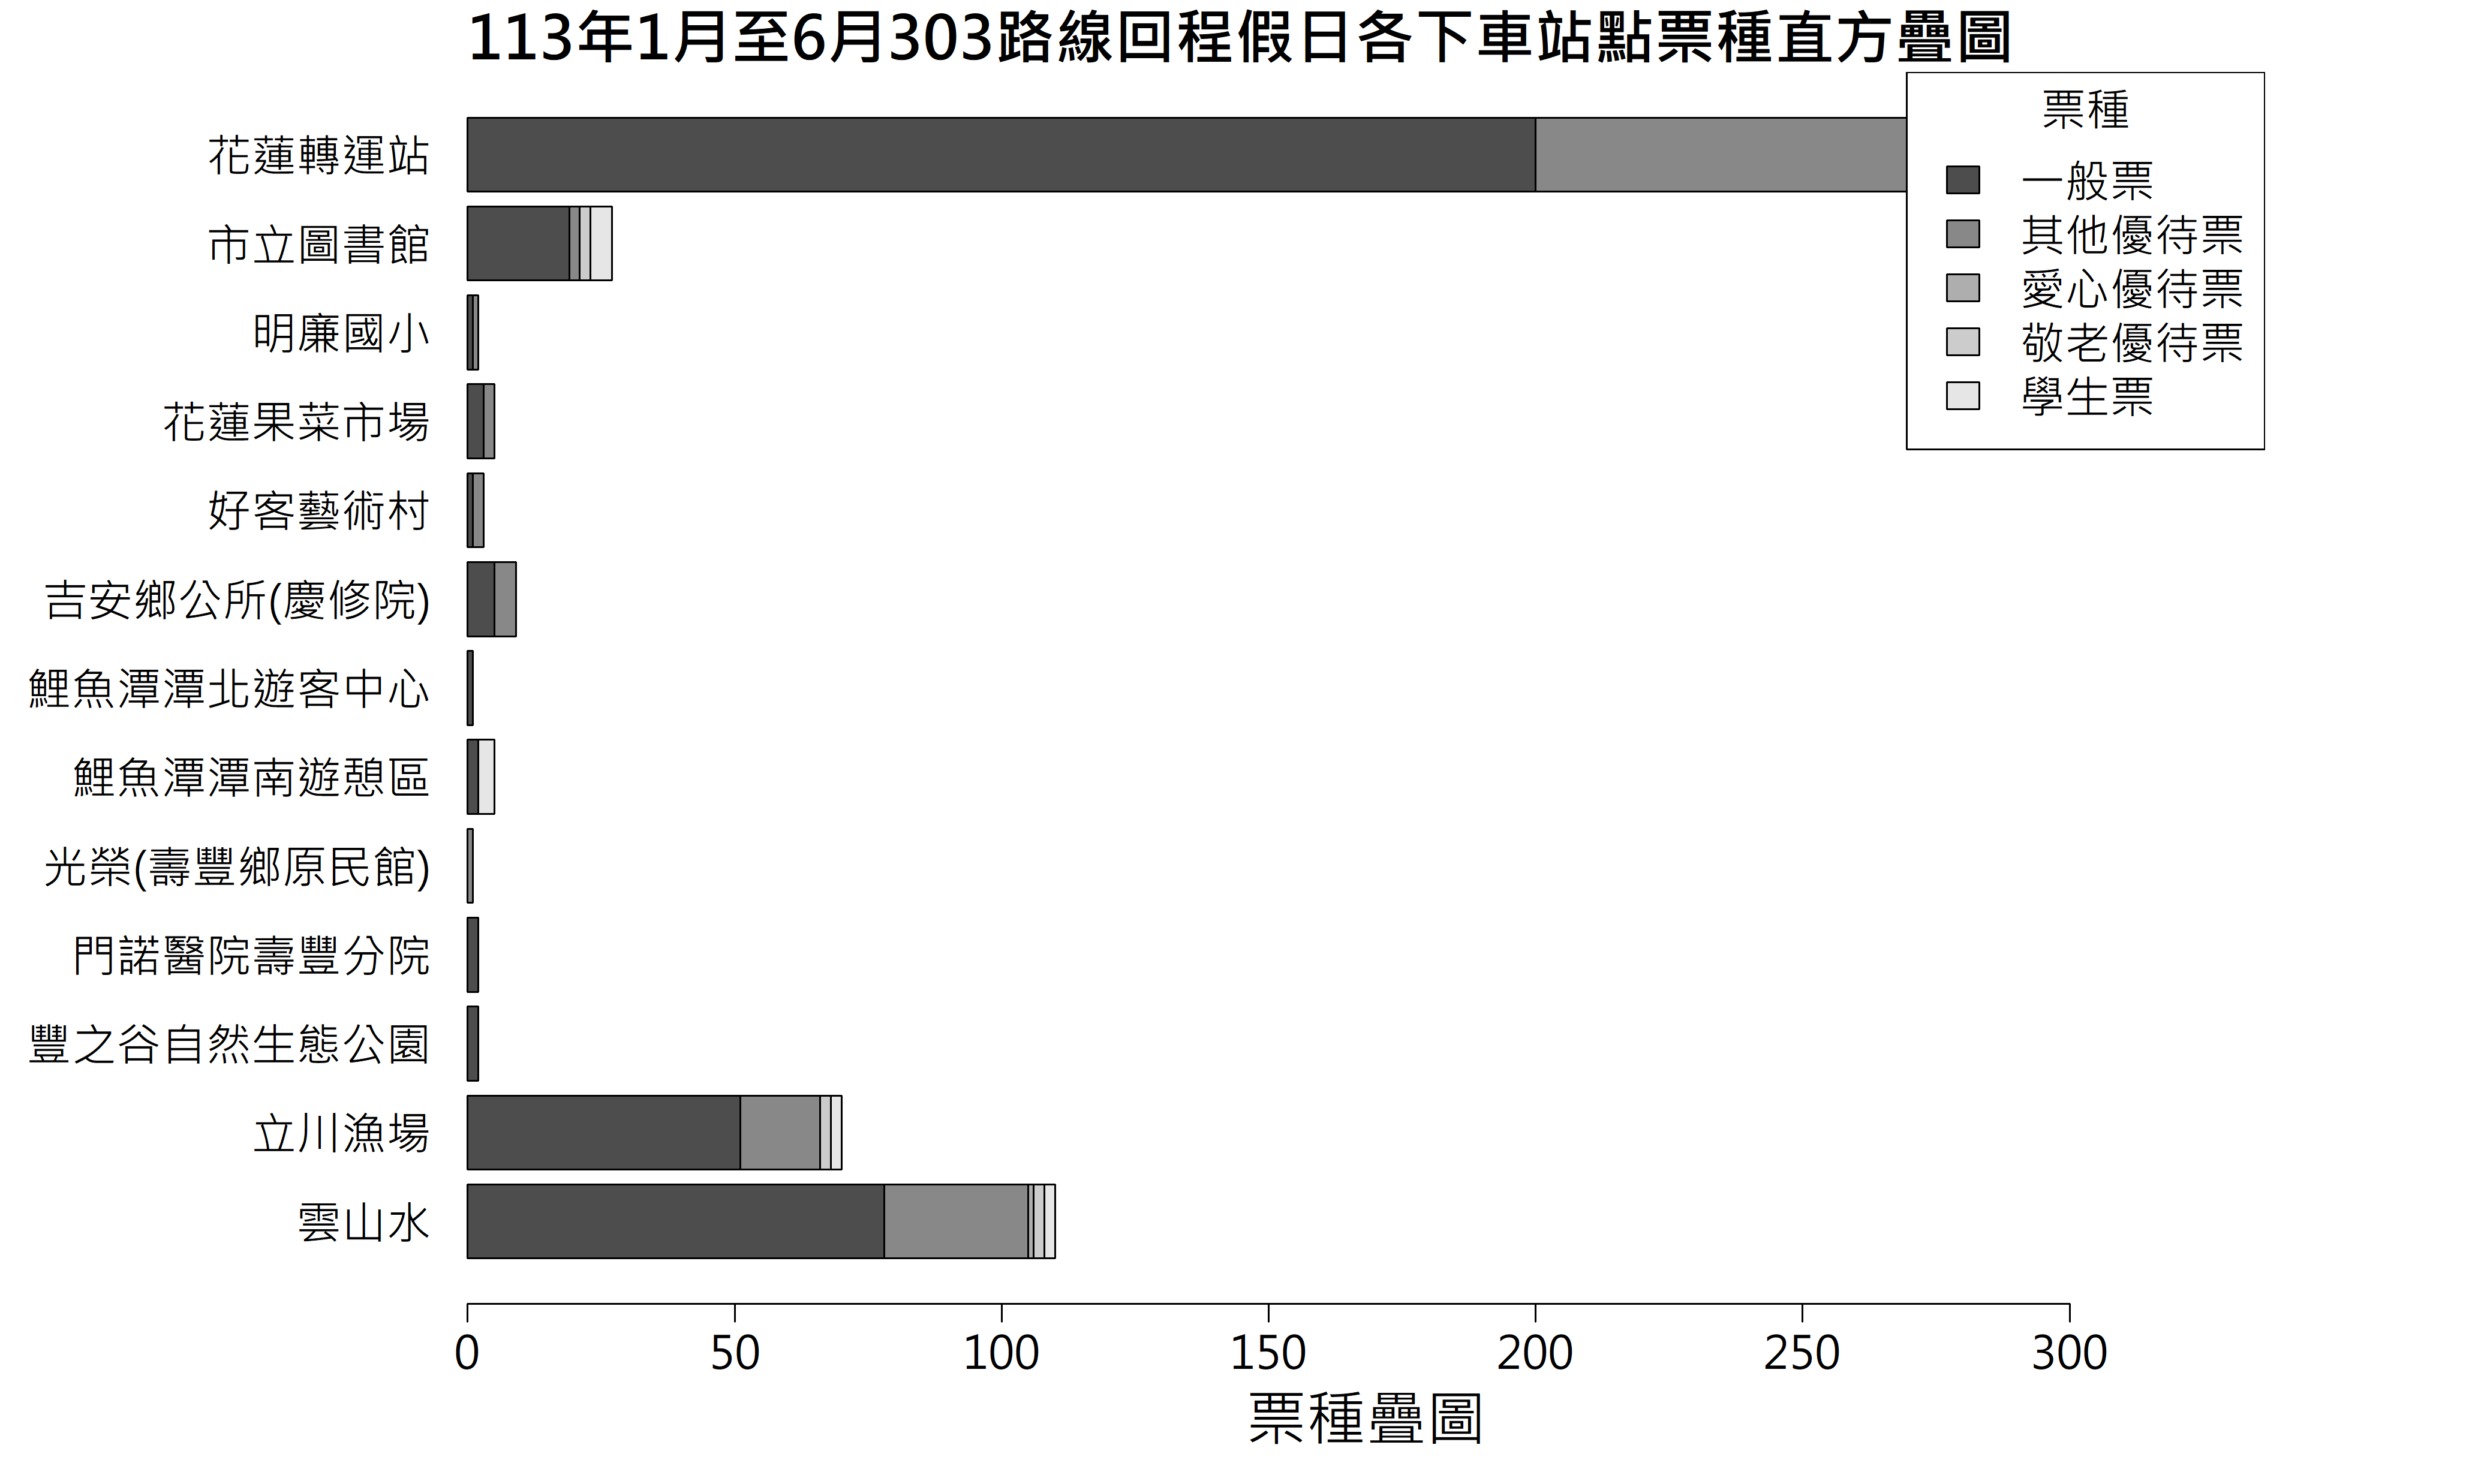 113年1月至6月303路線回程假日各下車站點票種直方疊圖
票種
一般票
其他優待票
愛心優待票
敬老優待票
學生票
花蓮轉運站
市立圖書館
明廉國小
花蓮果菜市場
好客藝術村
吉安鄉公所(慶修院)
鯉魚潭潭北遊客中心
鯉魚潭潭南遊憩區
光榮(壽豐鄉原民館)
門諾醫院壽豐分院
豐之谷自然生態公園
立川漁場
雲山水
0 50 100 150 200 250 300
票種疊圖